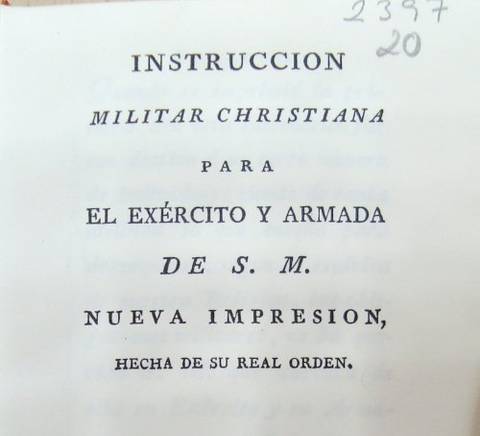 2397
20
INSTRUCCION
MILITAR CHRISTIANA
PARA
EL EXÉRCITO Y ARMADA
DE S. M.
NUEVA IMPRESION,
HECHA DE SU REAL ORDEN.